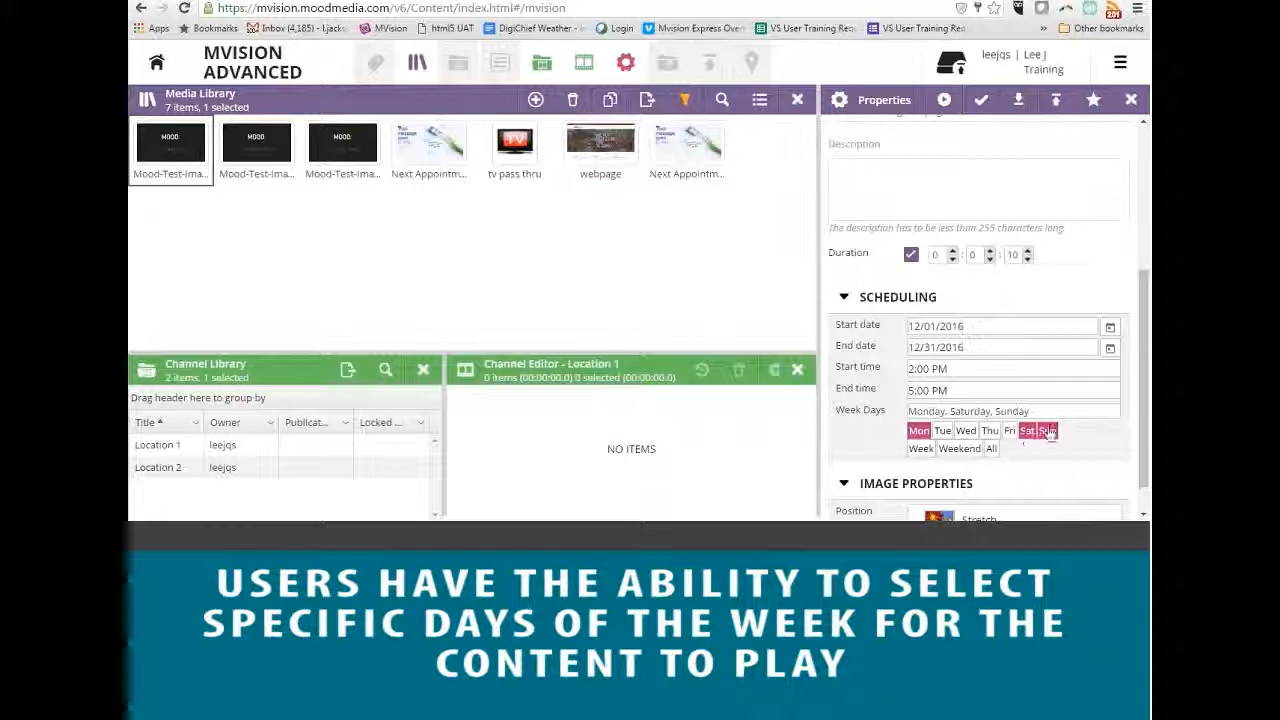 https://mvision.moodmedia.com/v6/Content/index.html#/mvision
201
Apps Bookmarks Inbox (4,185) - l.jacks MVision html5 UAT DigiChief Weather - Login Mvision Express Over VS User Training Req VS User Training Req » Other bookmarks
MVISION
ADVANCED
leejqs | Lee J
Training
Media Library
7 items, 1 selected
Properties
MOOD MOOD MOOD
Mood-Test-Ima... Mood-Test-Ima... Mood-Test-Ima... Next Appointm... tv pass thru webpage Next Appointm...
Description
The description has to be less than 255 characters long
Duration 0 : 0 : 10
SCHEDULING
Start date 12/01/2016
End date 12/31/2016
Start time 2:00 PM
End time 5:00 PM
Week Days Monday, Saturday, Sunday
Mon Tue Wed Thu Fri Sat Sun
Week Weekend All
IMAGE PROPERTIES
Position Stretch
Channel Library
2 items, 1 selected
Drag header here to group by
Title Owner Publicat... Locked ...
Location 1 leejqs
Location 2 leejqs
Channel Editor - Location 1
0 items (00:00:00.0) 0 selected (00:00:00.0)
NO ITEMS
USERS HAVE THE ABILITY TO SELECT
SPECIFIC DAYS OF THE WEEK FOR THE
CONTENT TO PLAY